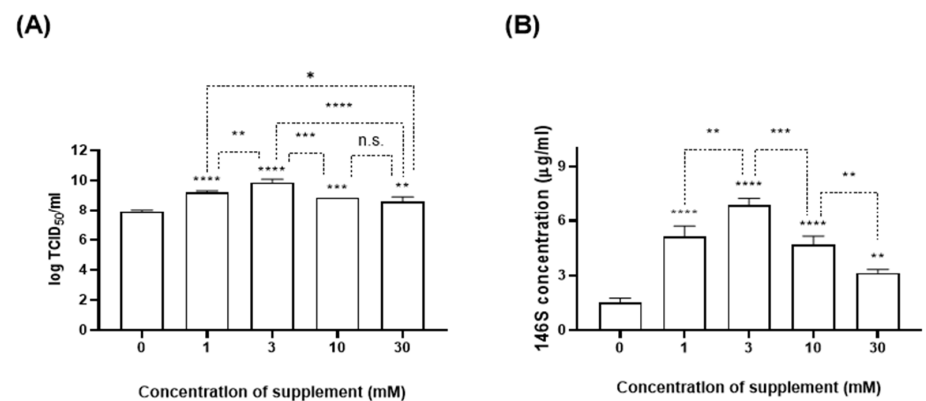 (A)
*
****
** *** n.s.
**** **** *** **
log TCID50/ml
12
10
8
6
4
2
0
0 1 3 10 30
Concentration of supplement (mM)
(B)
** ***
**
****
**** ****
**
146S concentration (µg/ml)
9
6
3
0
0 1 3 10 30
Concentration of supplement (mM)